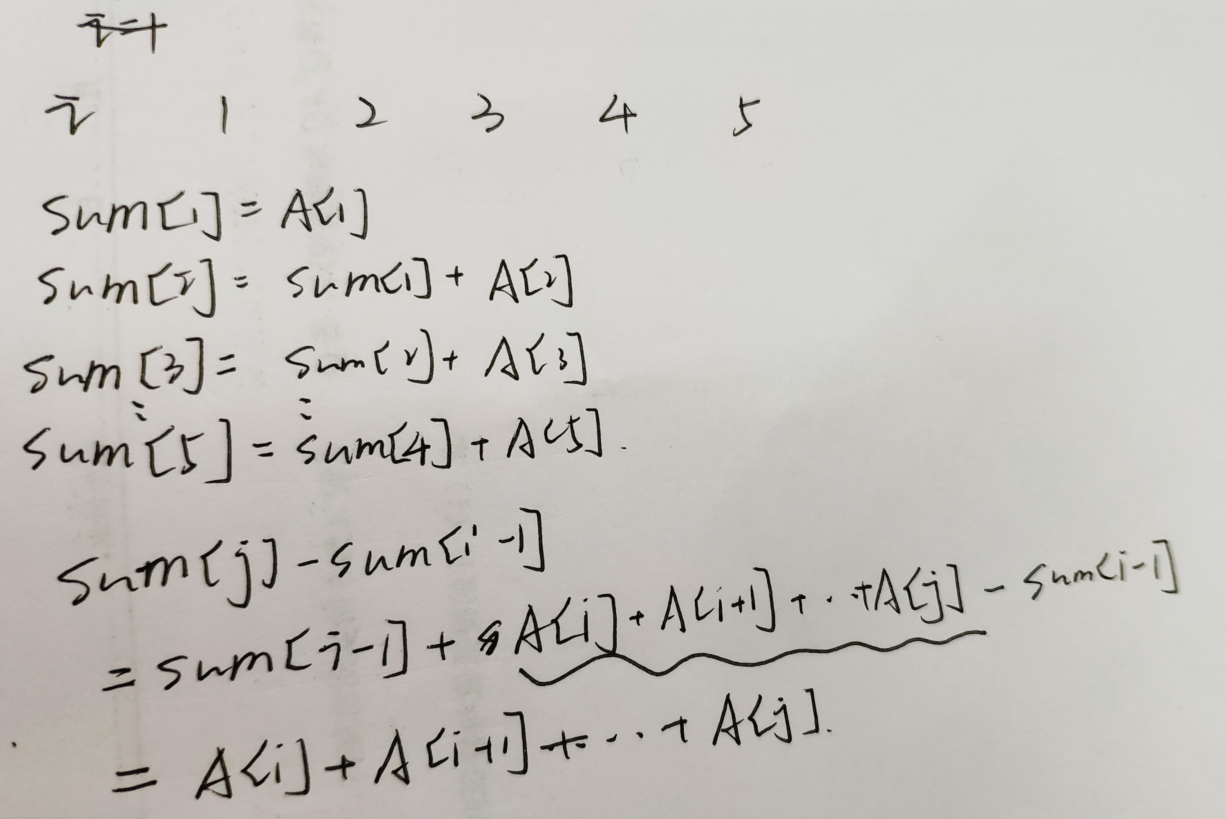 i 1 2 3 4 5
Sum[1] = A[1]
Sum[2] = Sum[1] + A[2]
Sum[3] = Sum[2] + A[3]
⋮ ⋮
Sum[5] = Sum[4] + A[5].
Sum[j] - Sum[i-1]
= Sum[i-1] + A[i] + A[i+1] + ·· + A[j] - Sum[i-1]
= A[i] + A[i+1] + ··· + A[j].